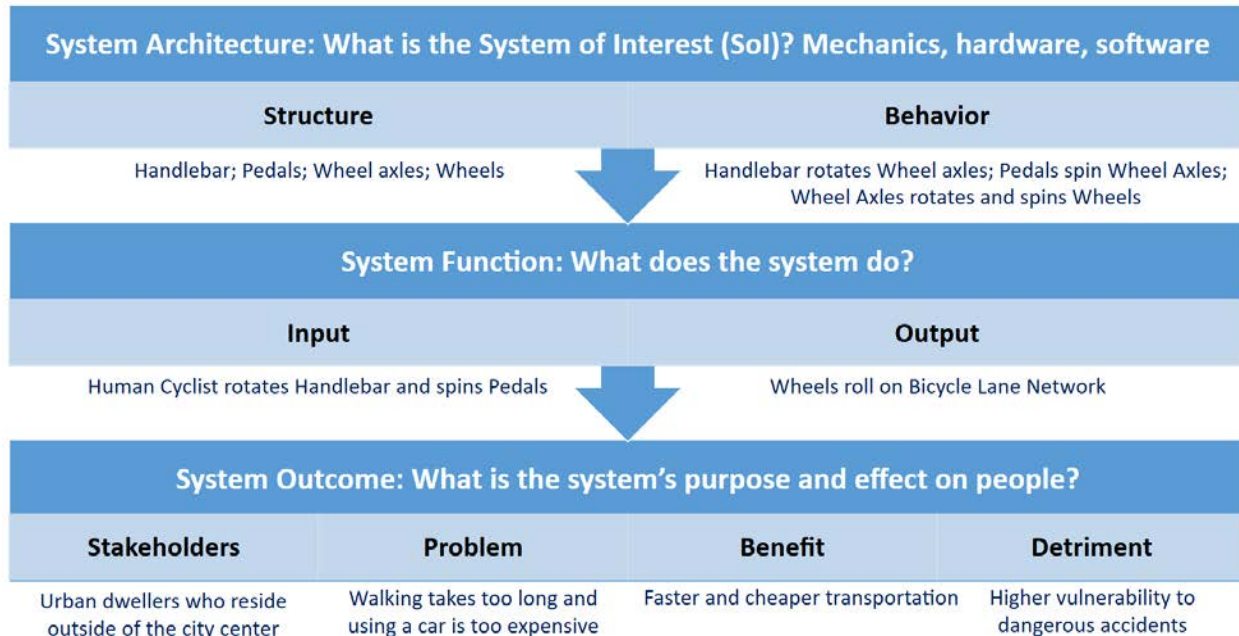 System Architecture: What is the System of Interest (SoI)? Mechanics, hardware, software
Structure
Behavior
Handlebar; Pedals; Wheel axles; Wheels
Handlebar rotates Wheel axles; Pedals spin Wheel Axles;
Wheel Axles rotates and spins Wheels
System Function: What does the system do?
Input
Output
Human Cyclist rotates Handlebar and spins Pedals
Wheels roll on Bicycle Lane Network
System Outcome: What is the system’s purpose and effect on people?
Stakeholders
Problem
Benefit
Detriment
Urban dwellers who reside
outside of the city center
Walking takes too long and
using a car is too expensive
Faster and cheaper transportation
Higher vulnerability to
dangerous accidents